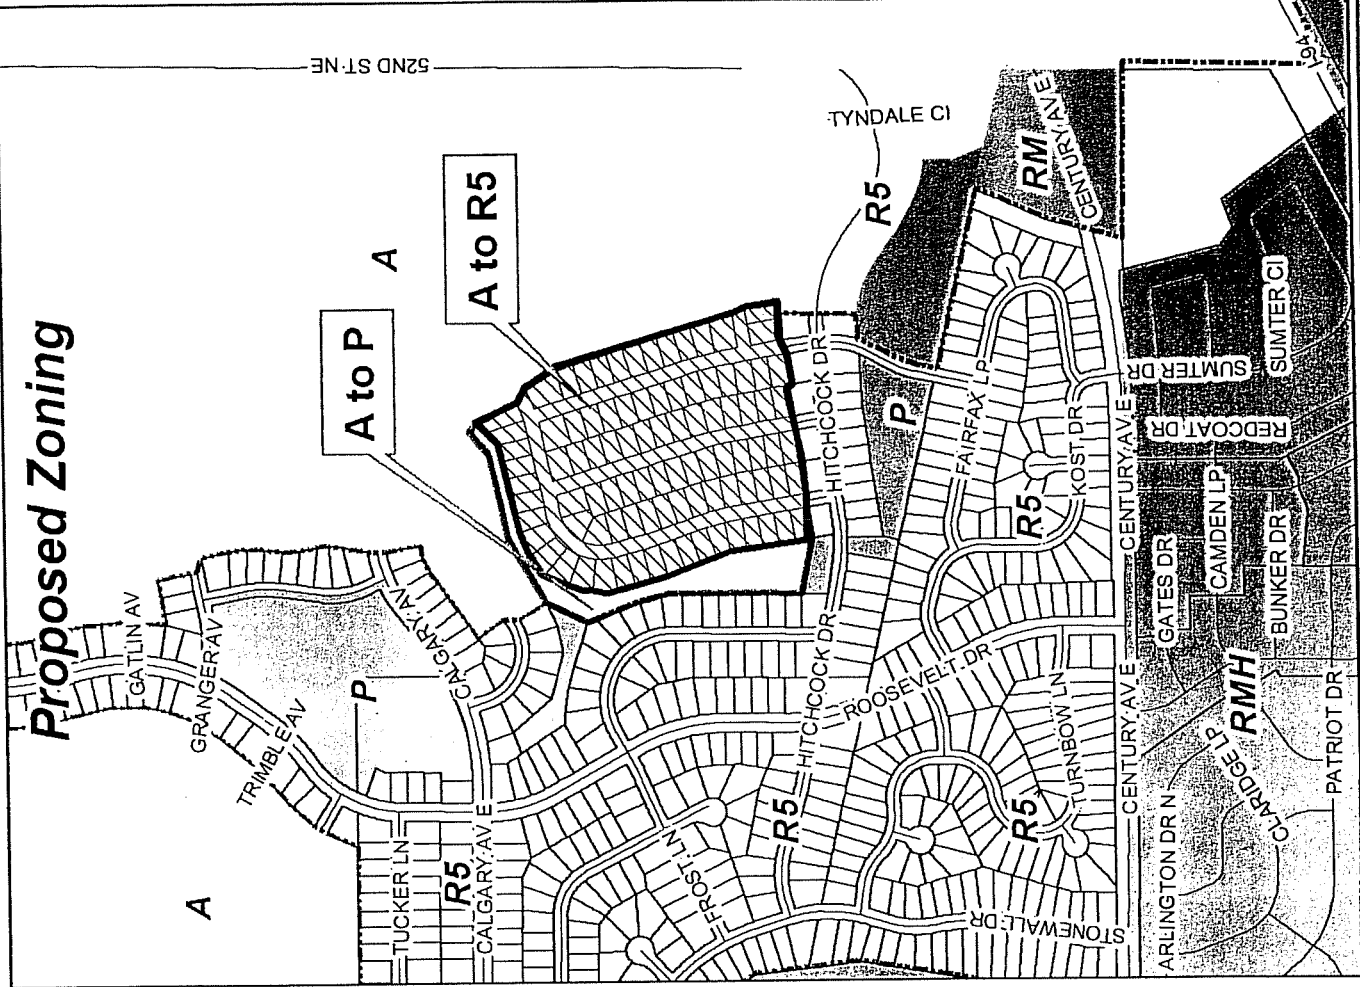 Proposed Zoning
52ND ST NE
A
A to R5
A to P
TYNDALE CI
R5
RM
CENTURY AV E
CENTURY AV E
I-94
GATLIN AV
GRANGER AV
TRIMBLE AV
CALGARY AV
P
A
TUCKER LN
R5
CALGARY AV E
HITCHCOCK DR
P
FAIRFAX LP
KOST DR
R5
SUMTER DR
SUMTER CI
REDCOAT DR
CENTURY AV E
CAMDEN LP
GATES DR
BUNKER DR
HITCHCOCK DR
ROOSEVELT DR
TURNBOW LN
R5
R5
FROST LN
STONEWALL DR
CENTURY AV E
RMH
CLARIDGE LP
ARLINGTON DR N
PATRIOT DR